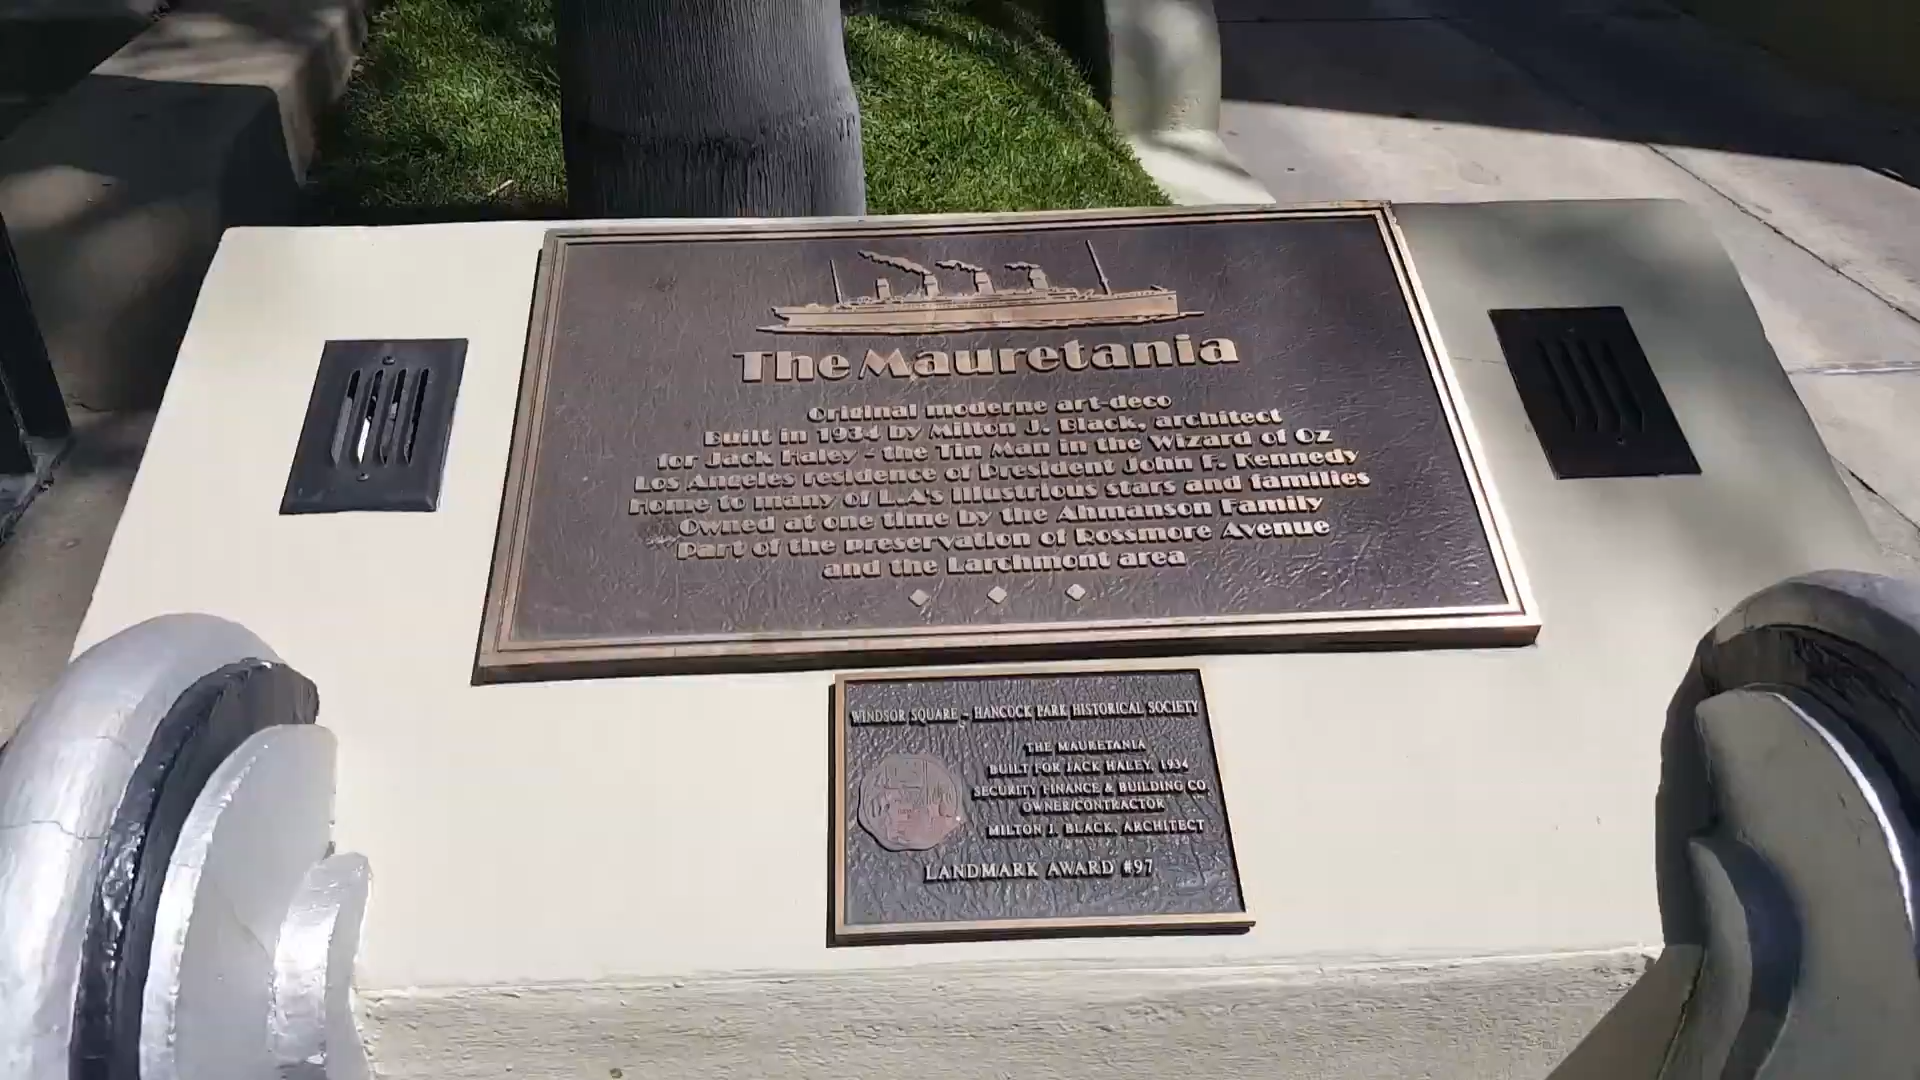 The Mauretania
Original moderne art-deco
Built in 1934 by Milton J. Black, architect
for Jack Haley - the Tin Man in the Wizard of Oz
Los Angeles residence of President John F. Kennedy
Home to many of L.A's illustrious stars and families
Owned at one time by the Ahmanson Family
Part of the preservation of Rossmore Avenue
and the Larchmont area
WINDSOR SQUARE - HANCOCK PARK HISTORICAL SOCIETY
THE MAURETANIA
BUILT FOR JACK HALEY, 1934
SECURITY FINANCE & BUILDING CO.
OWNER/CONTRACTOR
MILTON J. BLACK, ARCHITECT
LANDMARK AWARD #97